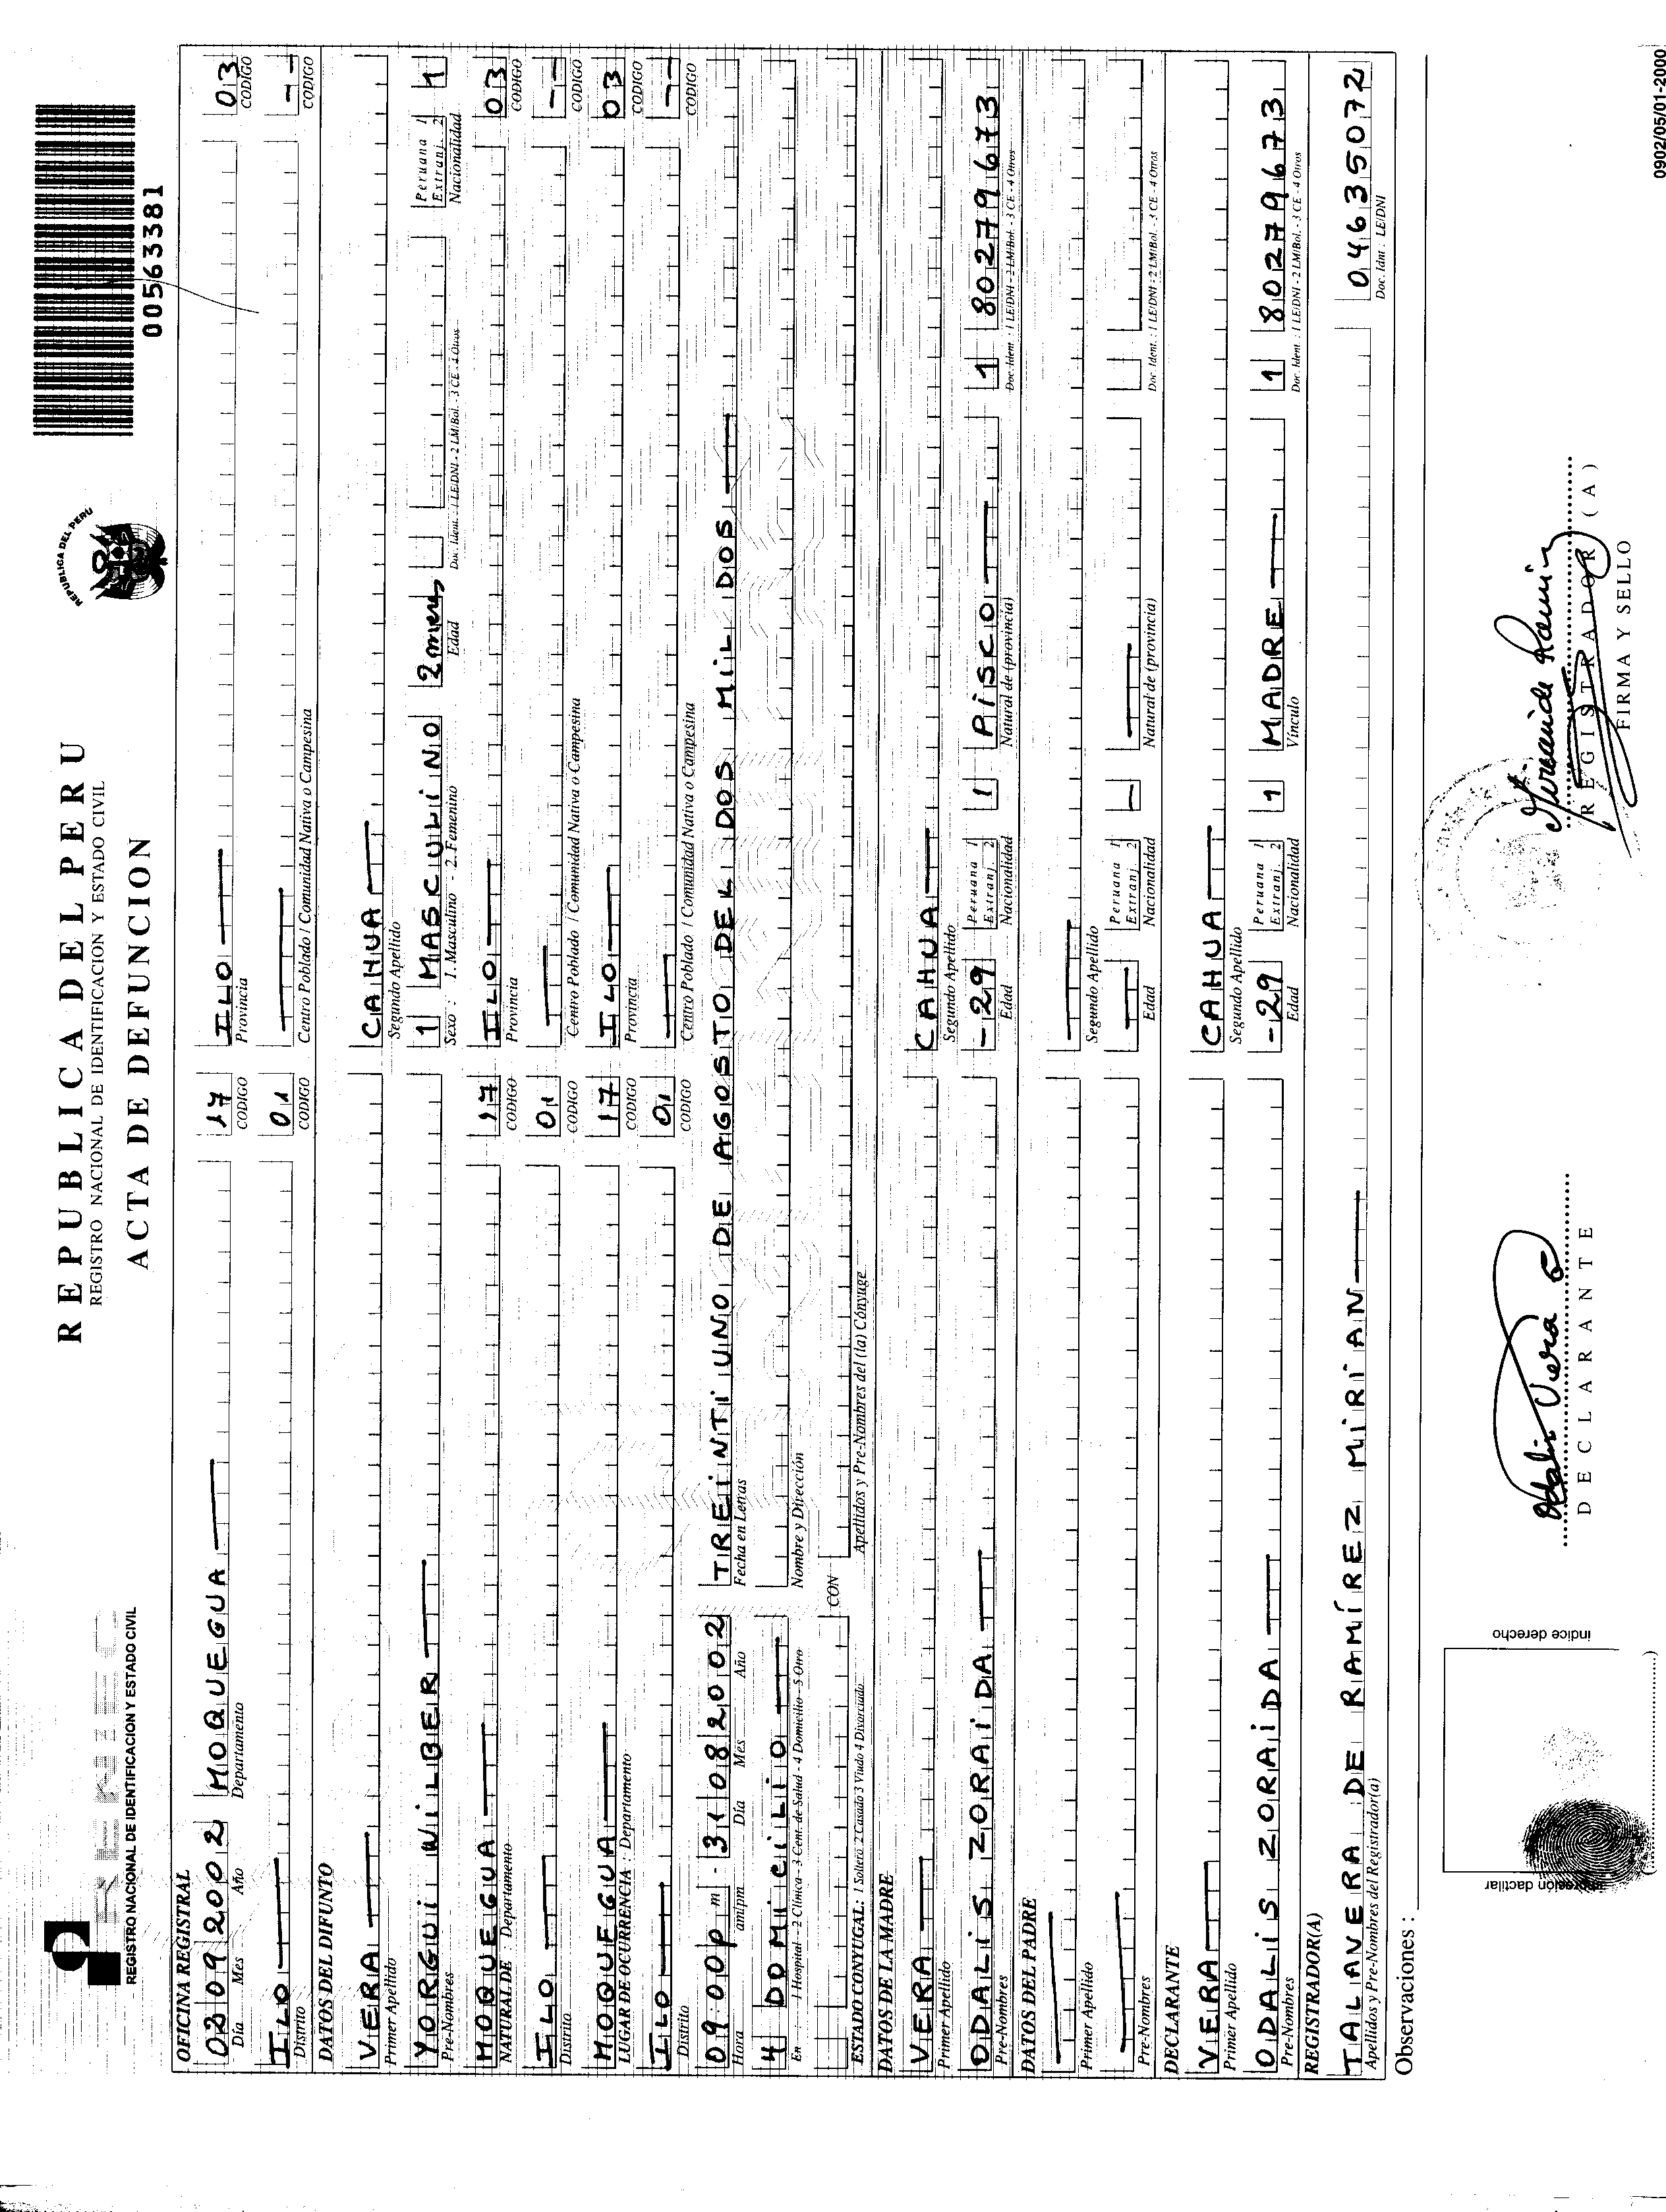 REGISTRO NACIONAL DE IDENTIFICACION Y ESTADO CIVIL
REPUBLICA DEL PERU
REGISTRO NACIONAL DE IDENTIFICACION Y ESTADO CIVIL
ACTA DE DEFUNCION
REPUBLICA DEL PERU
00563381
OFICINA REGISTRAL
03 09 2002 MOQUEGUA 17 ILO 03
Día Mes Año Departamento CODIGO Provincia CODIGO
ILO 01 --
Distrito CODIGO Centro Poblado / Comunidad Nativa o Campesina CODIGO
DATOS DEL DIFUNTO
VERA CAHUA
Primer Apellido Segundo Apellido
YORGUI WILBER 1 MASCULINO 2 meses Peruana 1 Extranj. 2 1
Pre-Nombres Sexo : 1. Masculino - 2. Femenino Edad Doc. Ident. : 1 LE/DNI - 2 LM/Bol. - 3 CE - 4 Otros Nacionalidad
MOQUEGUA 17 ILO 03
NATURAL DE : Departamento CODIGO Provincia CODIGO
ILO 01 --
Distrito CODIGO Centro Poblado / Comunidad Nativa o Campesina CODIGO
MOQUEGUA 17 ILO 03
LUGAR DE OCURRENCIA : Departamento CODIGO Provincia CODIGO
ILO 01 --
Distrito CODIGO Centro Poblado / Comunidad Nativa o Campesina CODIGO
09:00 pm - 31 08 2002 TREINTIUNO DE AGOSTO DEL DOS MIL DOS
Hora am/pm Día Mes Año Fecha en Letras
4 DOMICILIO
En 1 Hospital - 2 Clínica - 3 Cent. de Salud - 4 Domicilio - 5 Otro Nombre y Dirección
CON
ESTADO CONYUGAL: 1 Soltero 2 Casado 3 Viudo 4 Divorciado Apellidos y Pre-Nombres del (la) Cónyuge
DATOS DE LA MADRE
VERA CAHUA
Primer Apellido Segundo Apellido
ODALIS ZORAIDA -29 Peruana 1 Extranj. 2 1 PISCO 1 80279673
Pre-Nombres Edad Nacionalidad Natural de (provincia) Doc. Ident. : 1 LE/DNI - 2 LM/Bol. - 3 CE - 4 Otros
DATOS DEL PADRE
Primer Apellido Segundo Apellido
Peruana 1 Extranj. 2
Pre-Nombres Edad Nacionalidad Natural de (provincia) Doc. Ident. : 1 LE/DNI - 2 LM/Bol. - 3 CE - 4 Otros
DECLARANTE
VERA CAHUA
Primer Apellido Segundo Apellido
ODALIS ZORAIDA -29 Peruana 1 Extranj. 2 1 MADRE 1 80279673
Pre-Nombres Edad Nacionalidad Vínculo Doc. Ident. : 1 LE/DNI - 2 LM/Bol. - 3 CE - 4 Otros
REGISTRADOR(A)
TALAVERA DE RAMÍREZ MIRIAN 04635072
Apellidos y Pre-Nombres del Registrador(a) Doc. Idnt : LE/DNI
Observaciones :
impresión dactilar
índice derecho
Odalis Vera C
DECLARANTE
REGISTRADOR (A)
FIRMA Y SELLO
0902/05/01-2000